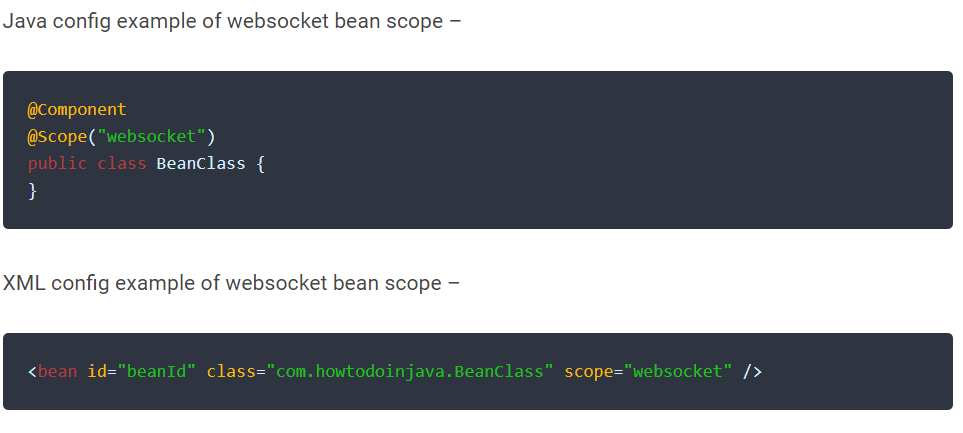 Java config example of websocket bean scope –
@Component
@Scope("websocket")
public class BeanClass {
}
XML config example of websocket bean scope –
<bean id="beanId" class="com.howtodoinjava.BeanClass" scope="websocket" />